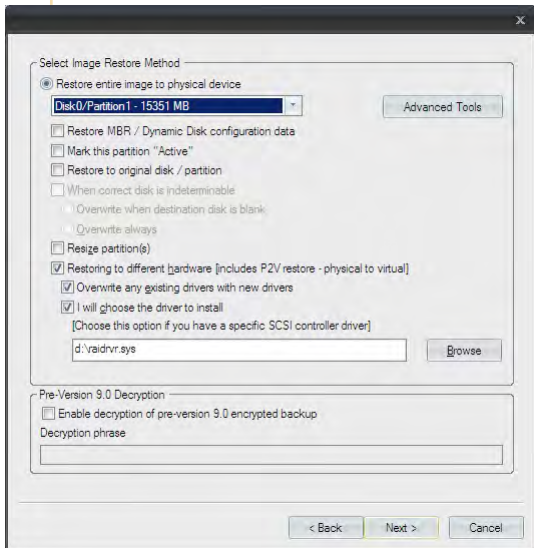 x
Select Image Restore Method
Restore entire image to physical device
Disk0/Partition1 - 15351 MB
Advanced Tools
Restore MBR / Dynamic Disk configuration data
Mark this partition "Active"
Restore to original disk / partition
When correct disk is indeterminable
Overwrite when destination disk is blank
Overwrite always
Resize partition(s)
Restoring to different hardware [includes P2V restore - physical to virtual]
Overwrite any existing drivers with new drivers
I will choose the driver to install
[Choose this option if you have a specific SCSI controller driver]
d:\raidrvr.sys
Browse
Pre-Version 9.0 Decryption
Enable decryption of pre-version 9.0 encrypted backup
Decryption phrase
< Back Next > Cancel